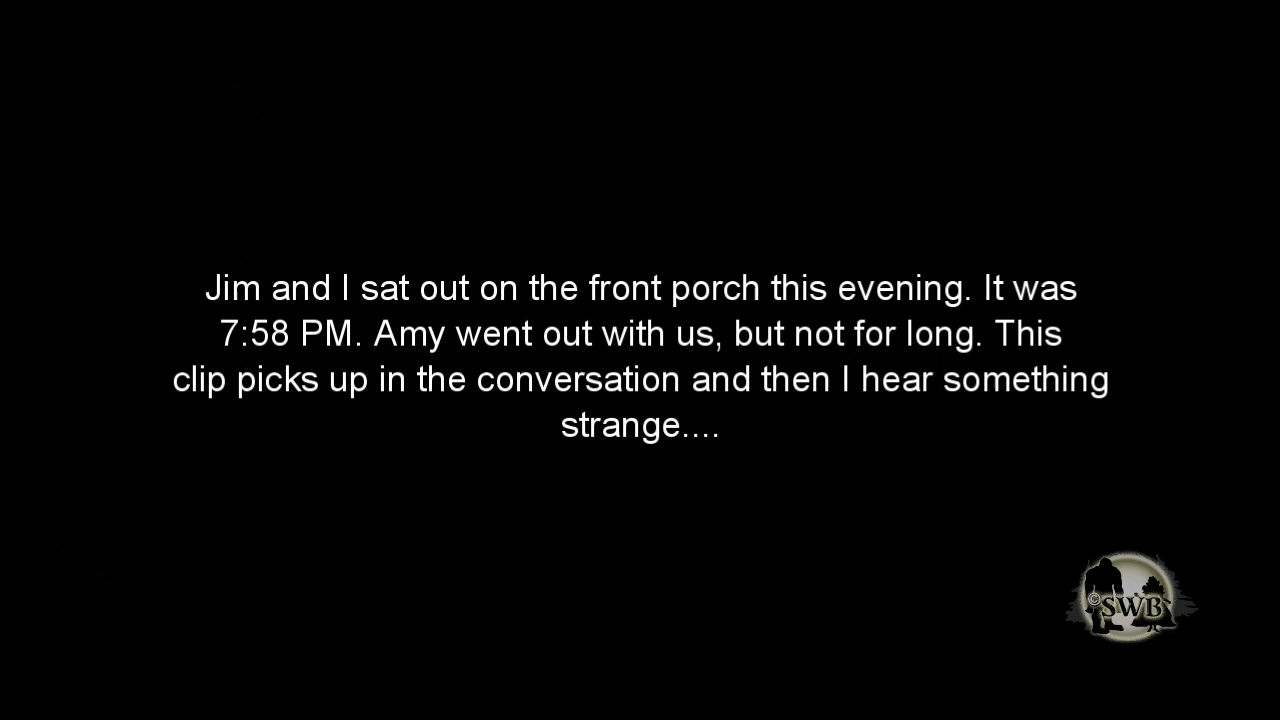 Jim and I sat out on the front porch this evening. It was
7:58 PM. Amy went out with us, but not for long. This
clip picks up in the conversation and then I hear something
strange....
©SWB